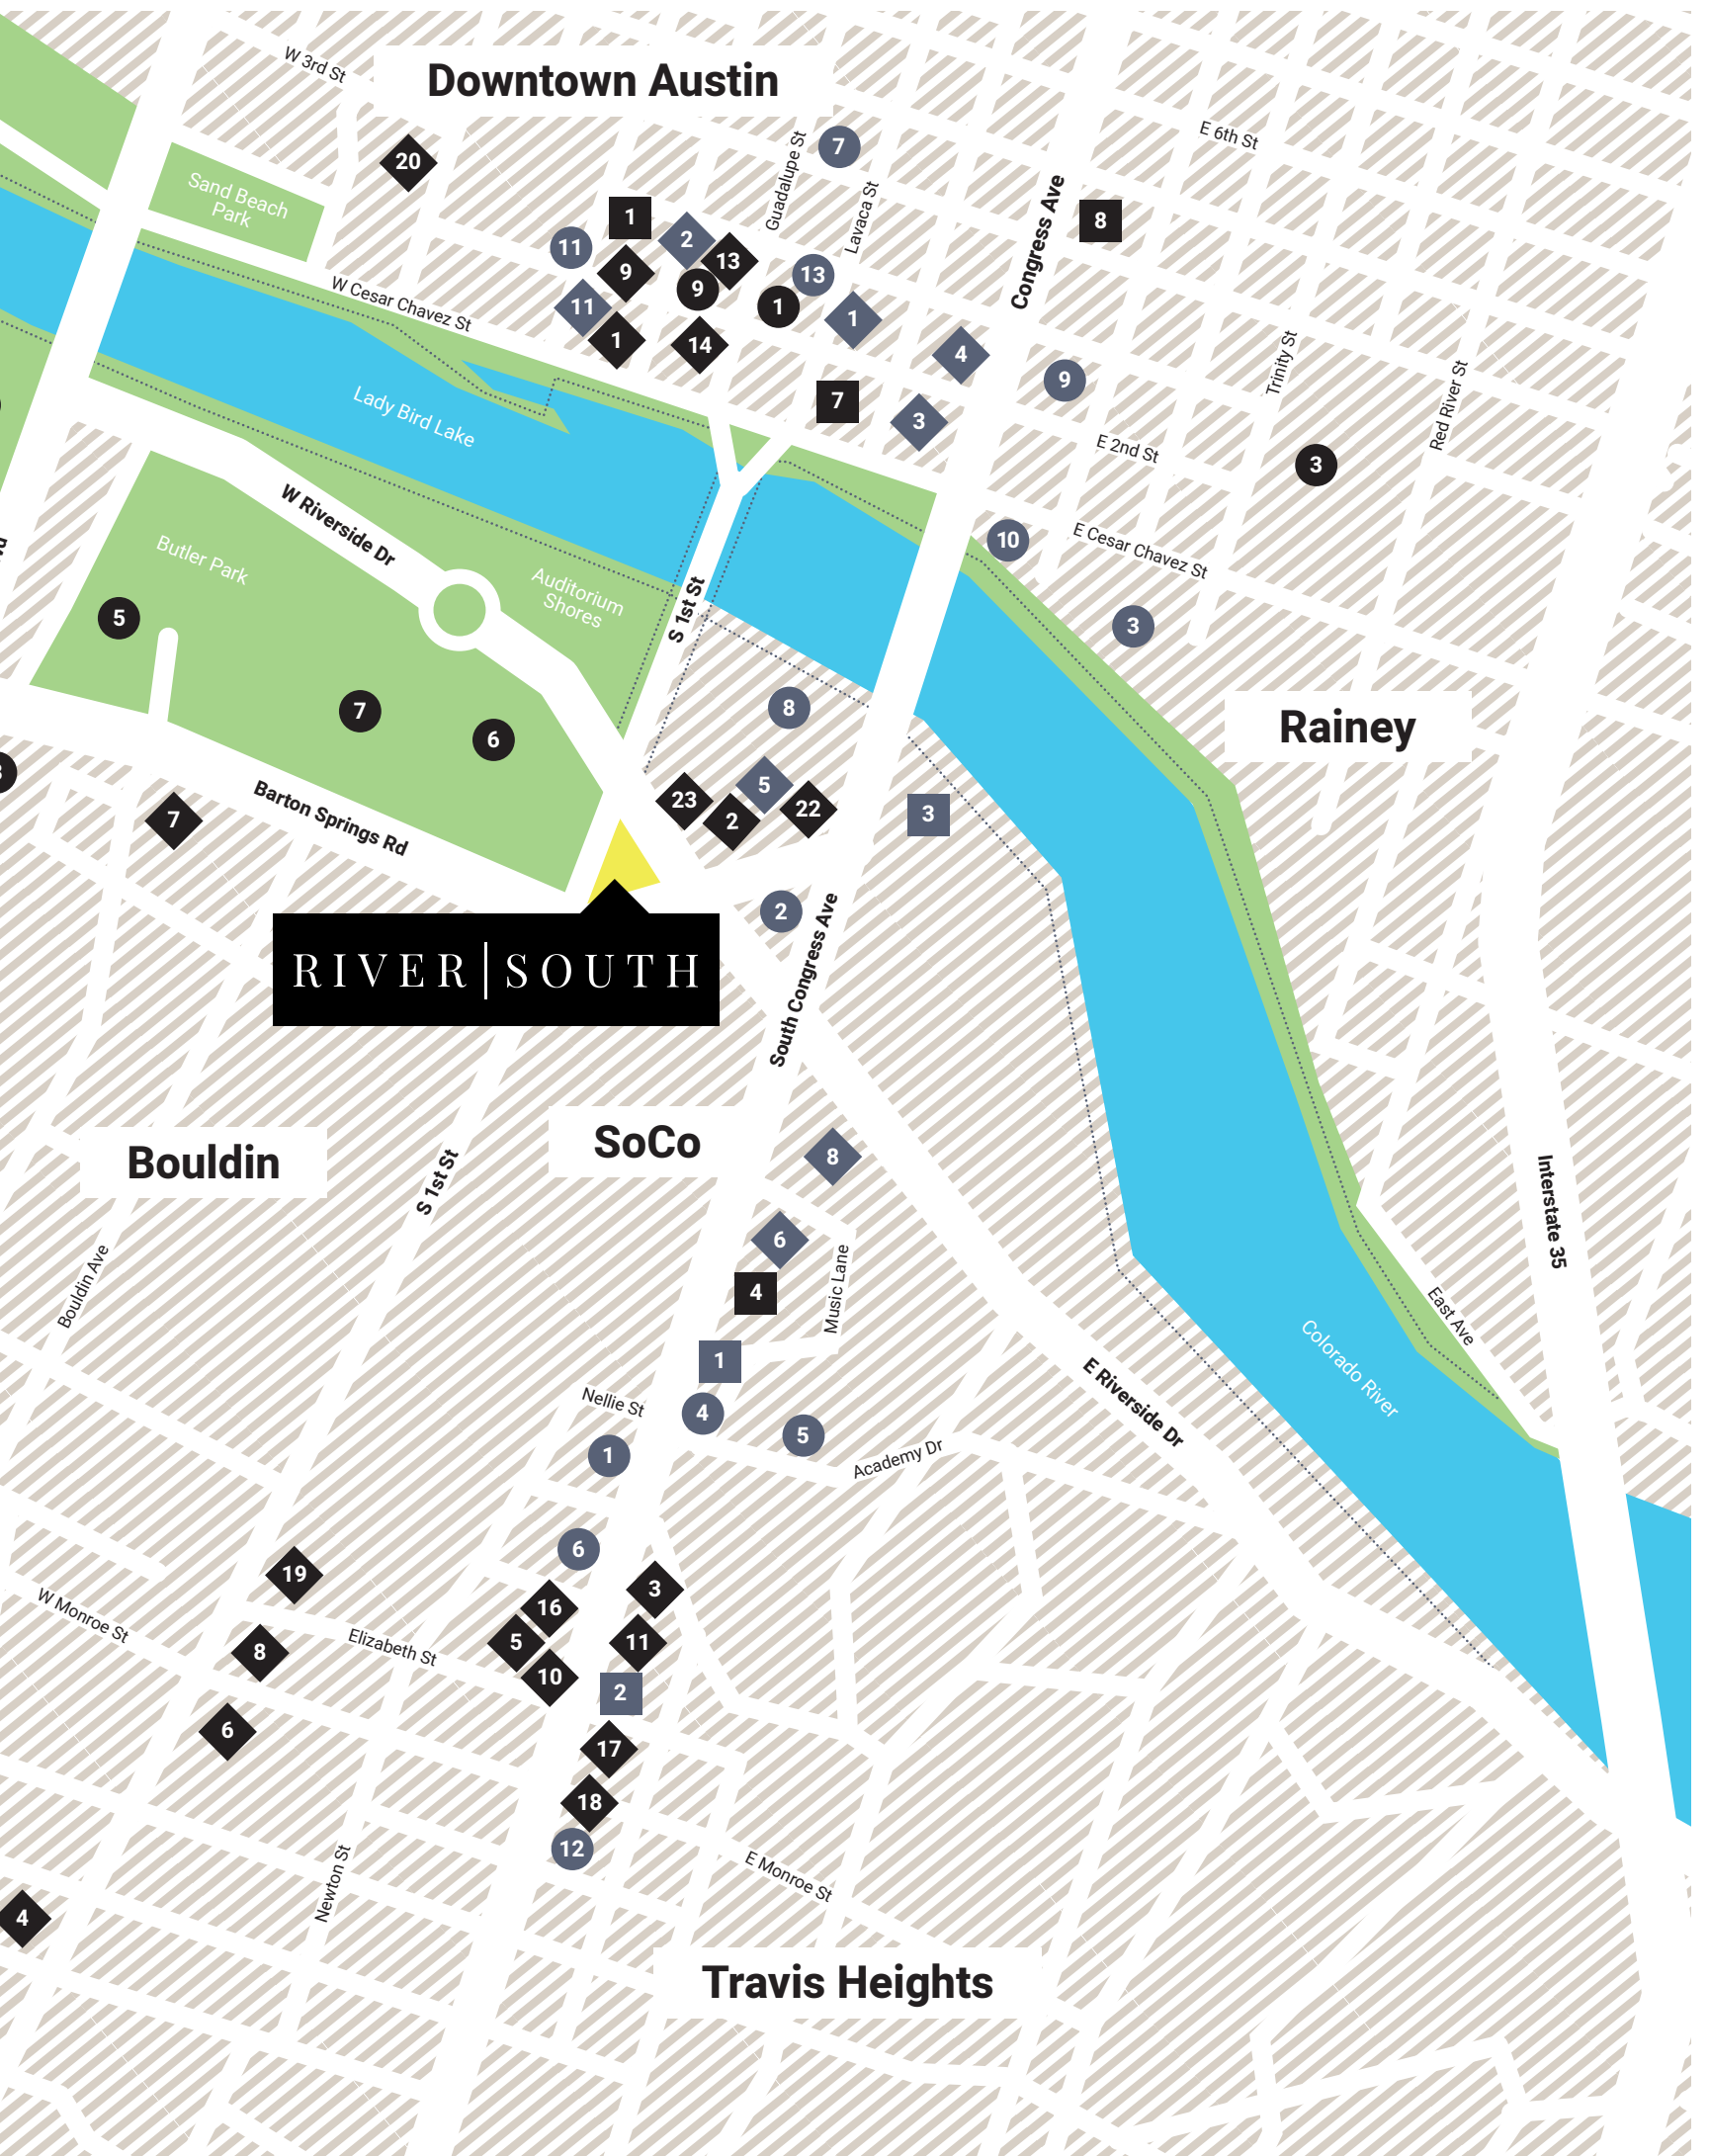 W 3rd St
Downtown Austin
E 6th St
Guadalupe St
7
20
Sand Beach
Park
Lavaca St
Congress Ave
8
1
11
2
13
9
9
13
11
1
1
1
14
W Cesar Chavez St
4
Trinity St
9
Red River St
7
3
Lady Bird Lake
E 2nd St
3
W Riverside Dr
10
E Cesar Chavez St
Butler Park
Auditorium
Shores
S 1st St
5
3
7
6
8
Rainey
5
23
2
22
3
7
Barton Springs Rd
2
RIVER|SOUTH
South Congress Ave
SoCo
Bouldin
8
S 1st St
Interstate 35
6
Music Lane
Bouldin Ave
4
East Ave
1
Colorado River
E Riverside Dr
Nellie St
4
5
1
Academy Dr
6
19
3
16
W Monroe St
Elizabeth St
5
11
8
10
2
6
17
18
12
Newton St
E Monroe St
4
Travis Heights